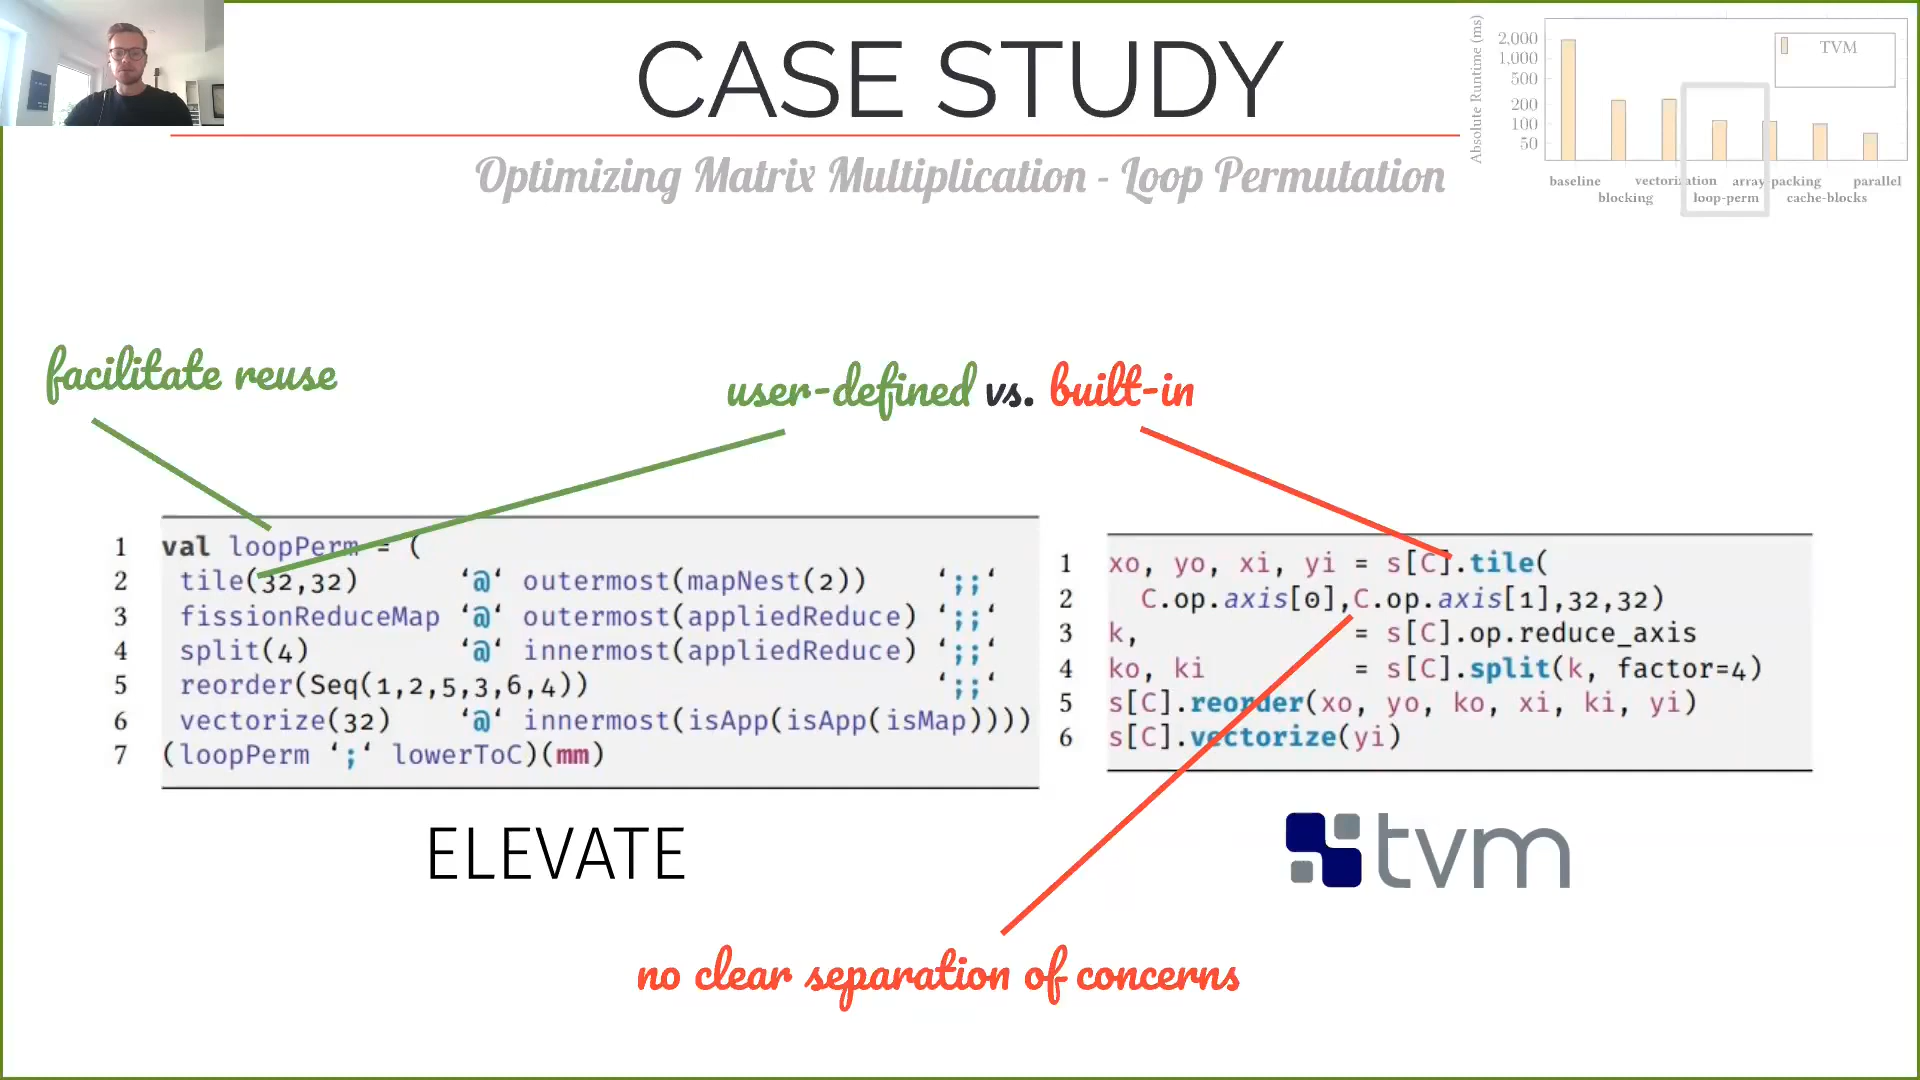 CASE STUDY
Optimizing Matrix Multiplication - Loop Permutation
Absolute Runtime (ms)
2,000
1,000
500
200
100
50
TVM
baseline vectorization array packing parallel
blocking loop-perm cache-blocks
facilitate reuse
user-defined vs. built-in
1 val loopPerm = (
2 tile(32,32) ‘@‘ outermost(mapNest(2)) ‘;;‘
3 fissionReduceMap ‘@‘ outermost(appliedReduce) ‘;;‘
4 split(4) ‘@‘ innermost(appliedReduce) ‘;;‘
5 reorder(Seq(1,2,5,3,6,4)) ‘;;‘
6 vectorize(32) ‘@‘ innermost(isApp(isApp(isMap))))
7 (loopPerm ‘;‘ lowerToC)(mm)
ELEVATE
1 xo, yo, xi, yi = s[C].tile(
2 C.op.axis[0],C.op.axis[1],32,32)
3 k, = s[C].op.reduce_axis
4 ko, ki = s[C].split(k, factor=4)
5 s[C].reorder(xo, yo, ko, xi, ki, yi)
6 s[C].vectorize(yi)
tvm
no clear separation of concerns